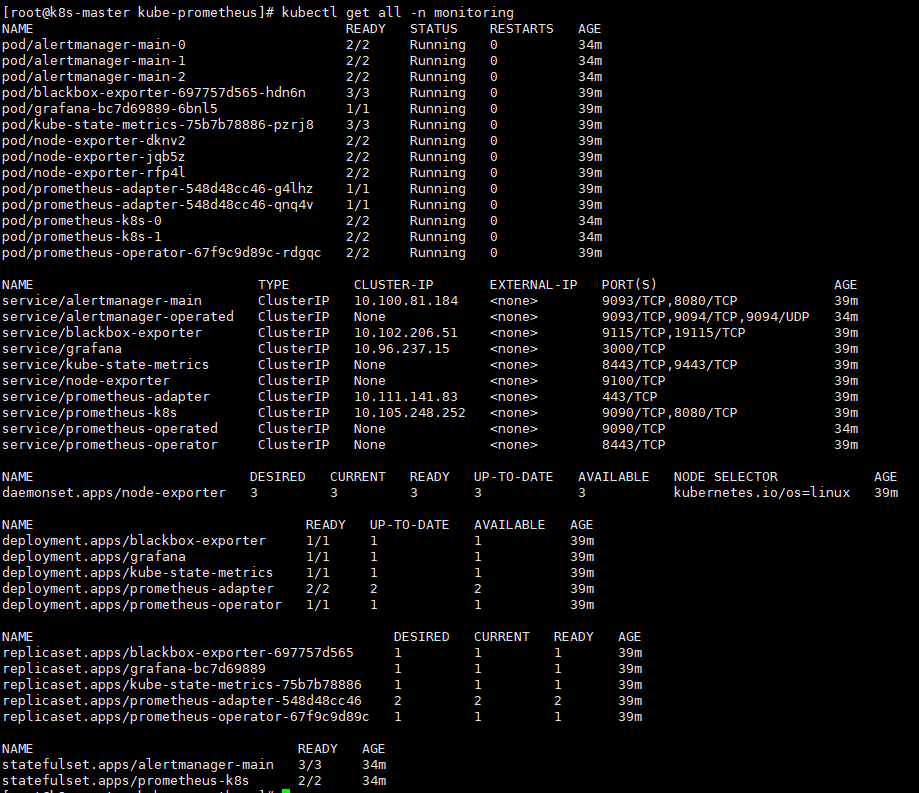 [root@k8s-master kube-prometheus]# kubectl get all -n monitoring
NAME READY STATUS RESTARTS AGE
pod/alertmanager-main-0 2/2 Running 0 34m
pod/alertmanager-main-1 2/2 Running 0 34m
pod/alertmanager-main-2 2/2 Running 0 34m
pod/blackbox-exporter-697757d565-hdn6n 3/3 Running 0 39m
pod/grafana-bc7d69889-6bnl5 1/1 Running 0 39m
pod/kube-state-metrics-75b7b78886-pzrj8 3/3 Running 0 39m
pod/node-exporter-dknv2 2/2 Running 0 39m
pod/node-exporter-jqb5z 2/2 Running 0 39m
pod/node-exporter-rfp4l 2/2 Running 0 39m
pod/prometheus-adapter-548d48cc46-g4lhz 1/1 Running 0 39m
pod/prometheus-adapter-548d48cc46-qnq4v 1/1 Running 0 39m
pod/prometheus-k8s-0 2/2 Running 0 34m
pod/prometheus-k8s-1 2/2 Running 0 34m
pod/prometheus-operator-67f9c9d89c-rdgqc 2/2 Running 0 39m
NAME TYPE CLUSTER-IP EXTERNAL-IP PORT(S) AGE
service/alertmanager-main ClusterIP 10.100.81.184 <none> 9093/TCP,8080/TCP 39m
service/alertmanager-operated ClusterIP None <none> 9093/TCP,9094/TCP,9094/UDP 34m
service/blackbox-exporter ClusterIP 10.102.206.51 <none> 9115/TCP,19115/TCP 39m
service/grafana ClusterIP 10.96.237.15 <none> 3000/TCP 39m
service/kube-state-metrics ClusterIP None <none> 8443/TCP,9443/TCP 39m
service/node-exporter ClusterIP None <none> 9100/TCP 39m
service/prometheus-adapter ClusterIP 10.111.141.83 <none> 443/TCP 39m
service/prometheus-k8s ClusterIP 10.105.248.252 <none> 9090/TCP,8080/TCP 39m
service/prometheus-operated ClusterIP None <none> 9090/TCP 34m
service/prometheus-operator ClusterIP None <none> 8443/TCP 39m
NAME DESIRED CURRENT READY UP-TO-DATE AVAILABLE NODE SELECTOR AGE
daemonset.apps/node-exporter 3 3 3 3 3 kubernetes.io/os=linux 39m
NAME READY UP-TO-DATE AVAILABLE AGE
deployment.apps/blackbox-exporter 1/1 1 1 39m
deployment.apps/grafana 1/1 1 1 39m
deployment.apps/kube-state-metrics 1/1 1 1 39m
deployment.apps/prometheus-adapter 2/2 2 2 39m
deployment.apps/prometheus-operator 1/1 1 1 39m
NAME DESIRED CURRENT READY AGE
replicaset.apps/blackbox-exporter-697757d565 1 1 1 39m
replicaset.apps/grafana-bc7d69889 1 1 1 39m
replicaset.apps/kube-state-metrics-75b7b78886 1 1 1 39m
replicaset.apps/prometheus-adapter-548d48cc46 2 2 2 39m
replicaset.apps/prometheus-operator-67f9c9d89c 1 1 1 39m
NAME READY AGE
statefulset.apps/alertmanager-main 3/3 34m
statefulset.apps/prometheus-k8s 2/2 34m